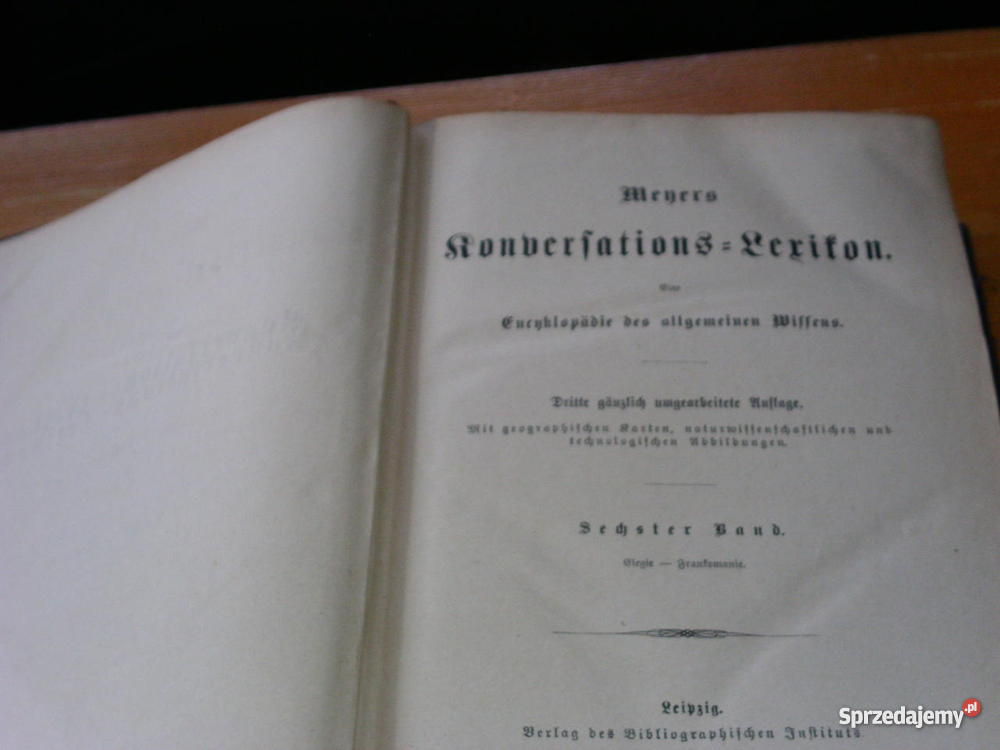 Meyers
Konversations=Lexikon.
Eine
Encyklopädie des allgemeinen Wissens.
Dritte gänzlich umgearbeitete Auflage.
Mit geographischen Karten, naturwissenschaftlichen und
technologischen Abbildungen.
Sechster Band.
Elegie — Frankomanie.
Leipzig.
Verlag des Bibliographischen Instituts
Sprzedajemy.pl